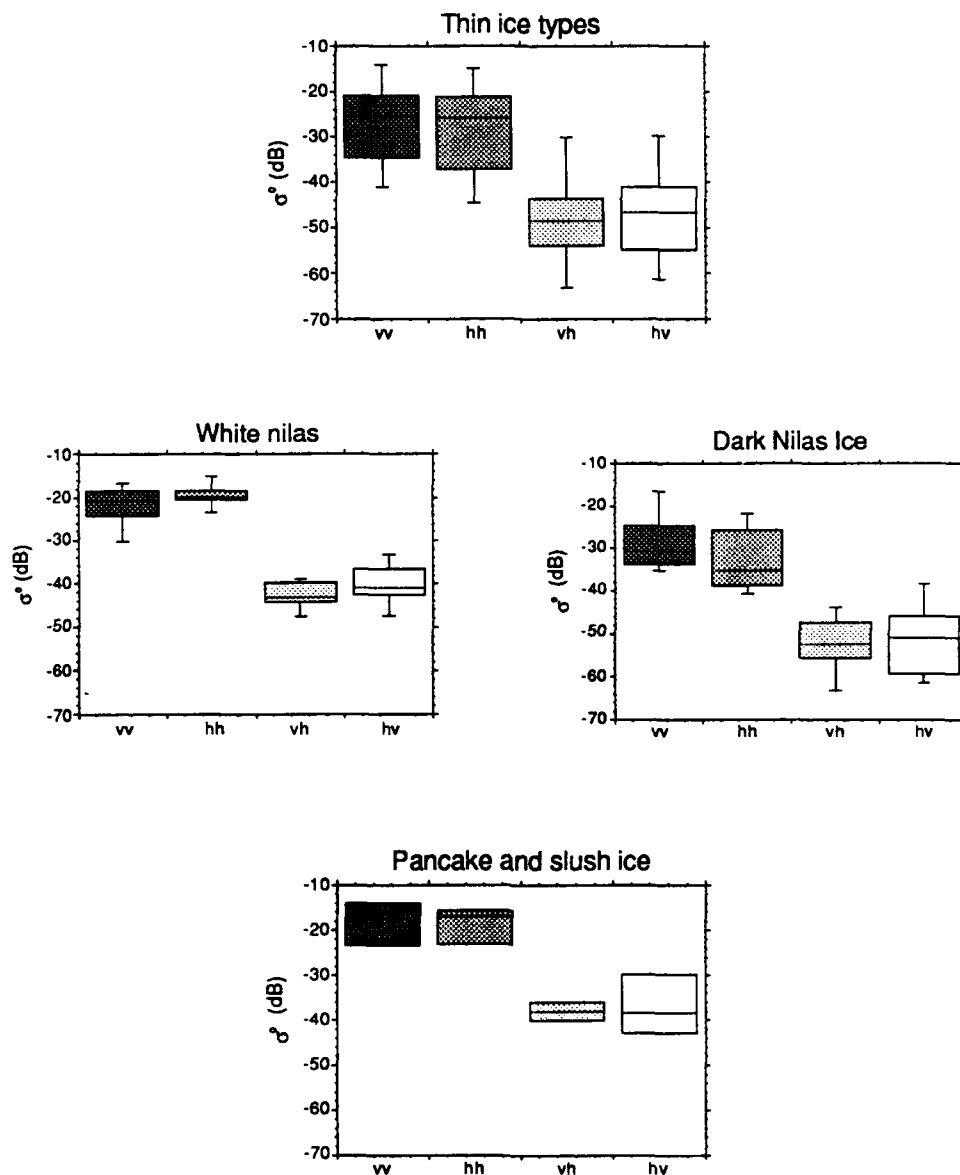 Thin ice types
-10
-20
-30
-40
-50
-60
-70
σ° (dB)
vv hh vh hv
White nilas
-10
-20
-30
-40
-50
-60
-70
σ° (dB)
vv hh vh hv
Dark Nilas Ice
-10
-20
-30
-40
-50
-60
-70
σ° (dB)
vv hh vh hv
Pancake and slush ice
-10
-20
-30
-40
-50
-60
-70
σ° (dB)
vv hh vh hv